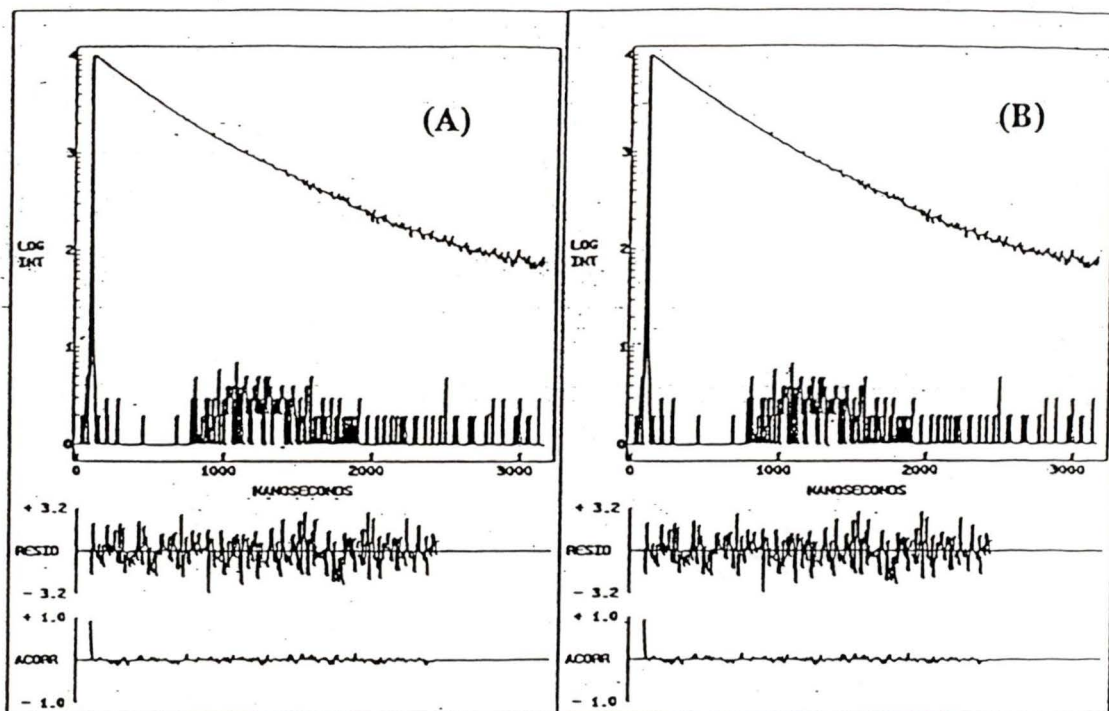 (A)
4
3
LOG
INT
2
1
0
0 1000 2000 3000
NANOSECONDS
+ 3.2
RESID
- 3.2
+ 1.0
ACORR
- 1.0
(B)
4
3
LOG
INT
2
1
0
0 1000 2000 3000
NANOSECONDS
+ 3.2
RESID
- 3.2
+ 1.0
ACORR
- 1.0